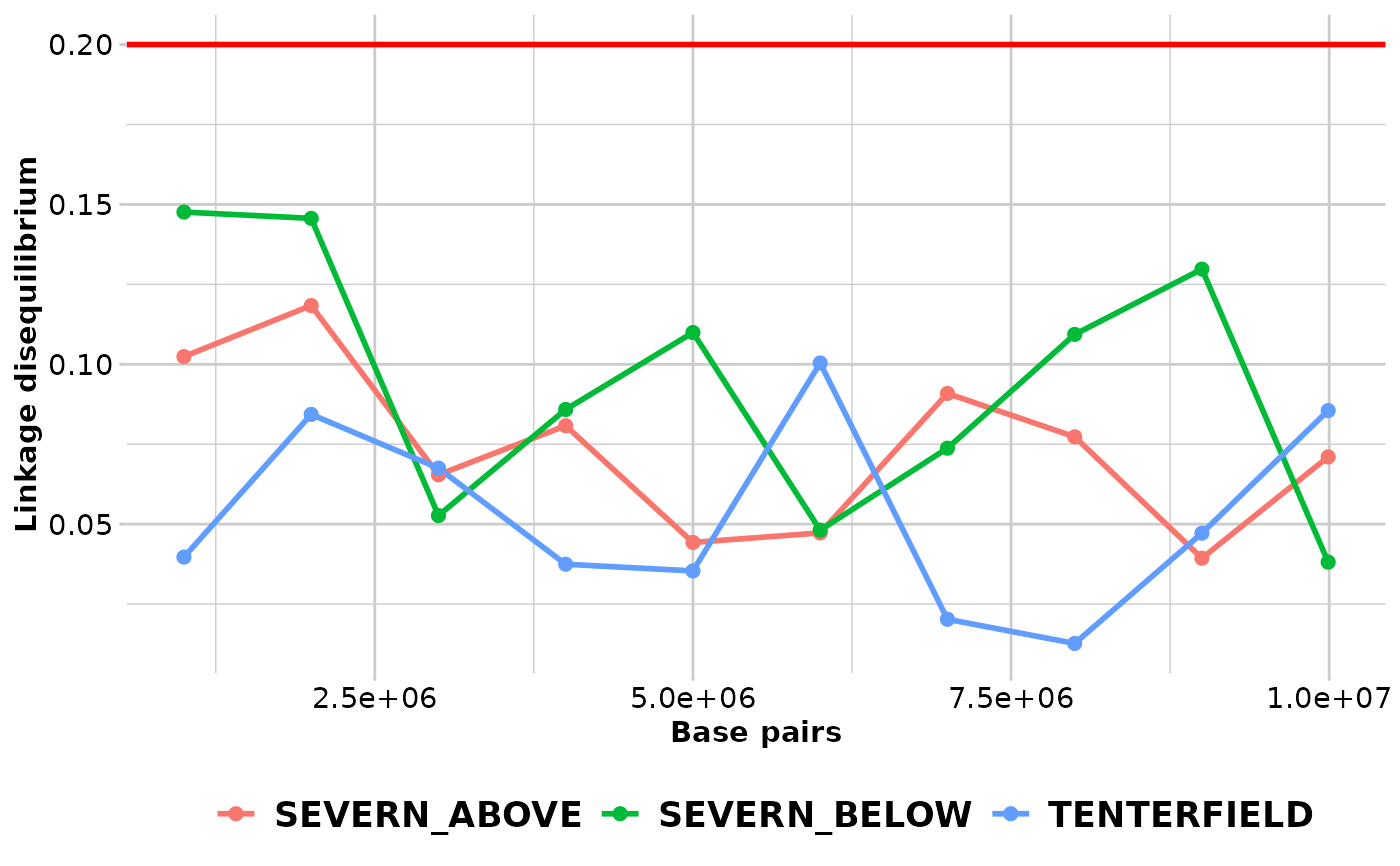 Linkage disequilibrium
0.20
0.15
0.10
0.05
2.5e+06 5.0e+06 7.5e+06 1.0e+07
Base pairs
SEVERN_ABOVE SEVERN_BELOW TENTERFIELD